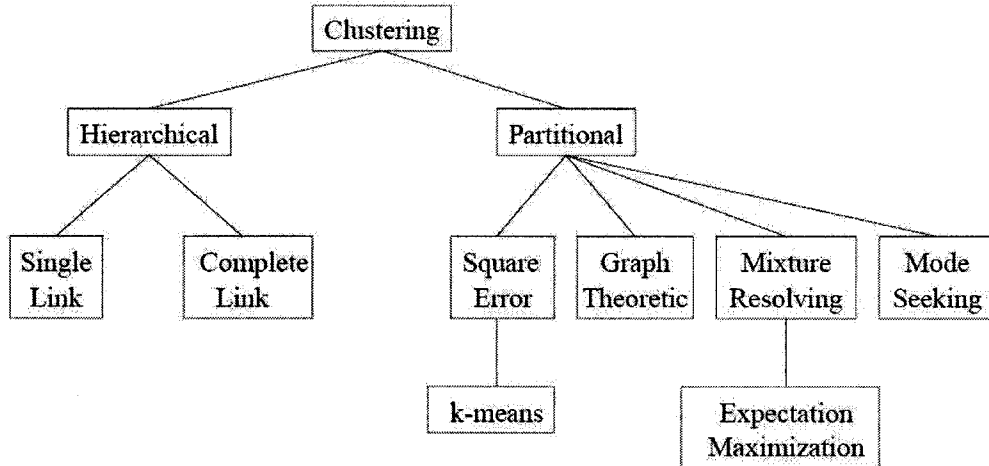 Clustering
Hierarchical
Partitional
Single
Link
Complete
Link
Square
Error
Graph
Theoretic
Mixture
Resolving
Mode
Seeking
k-means
Expectation
Maximization